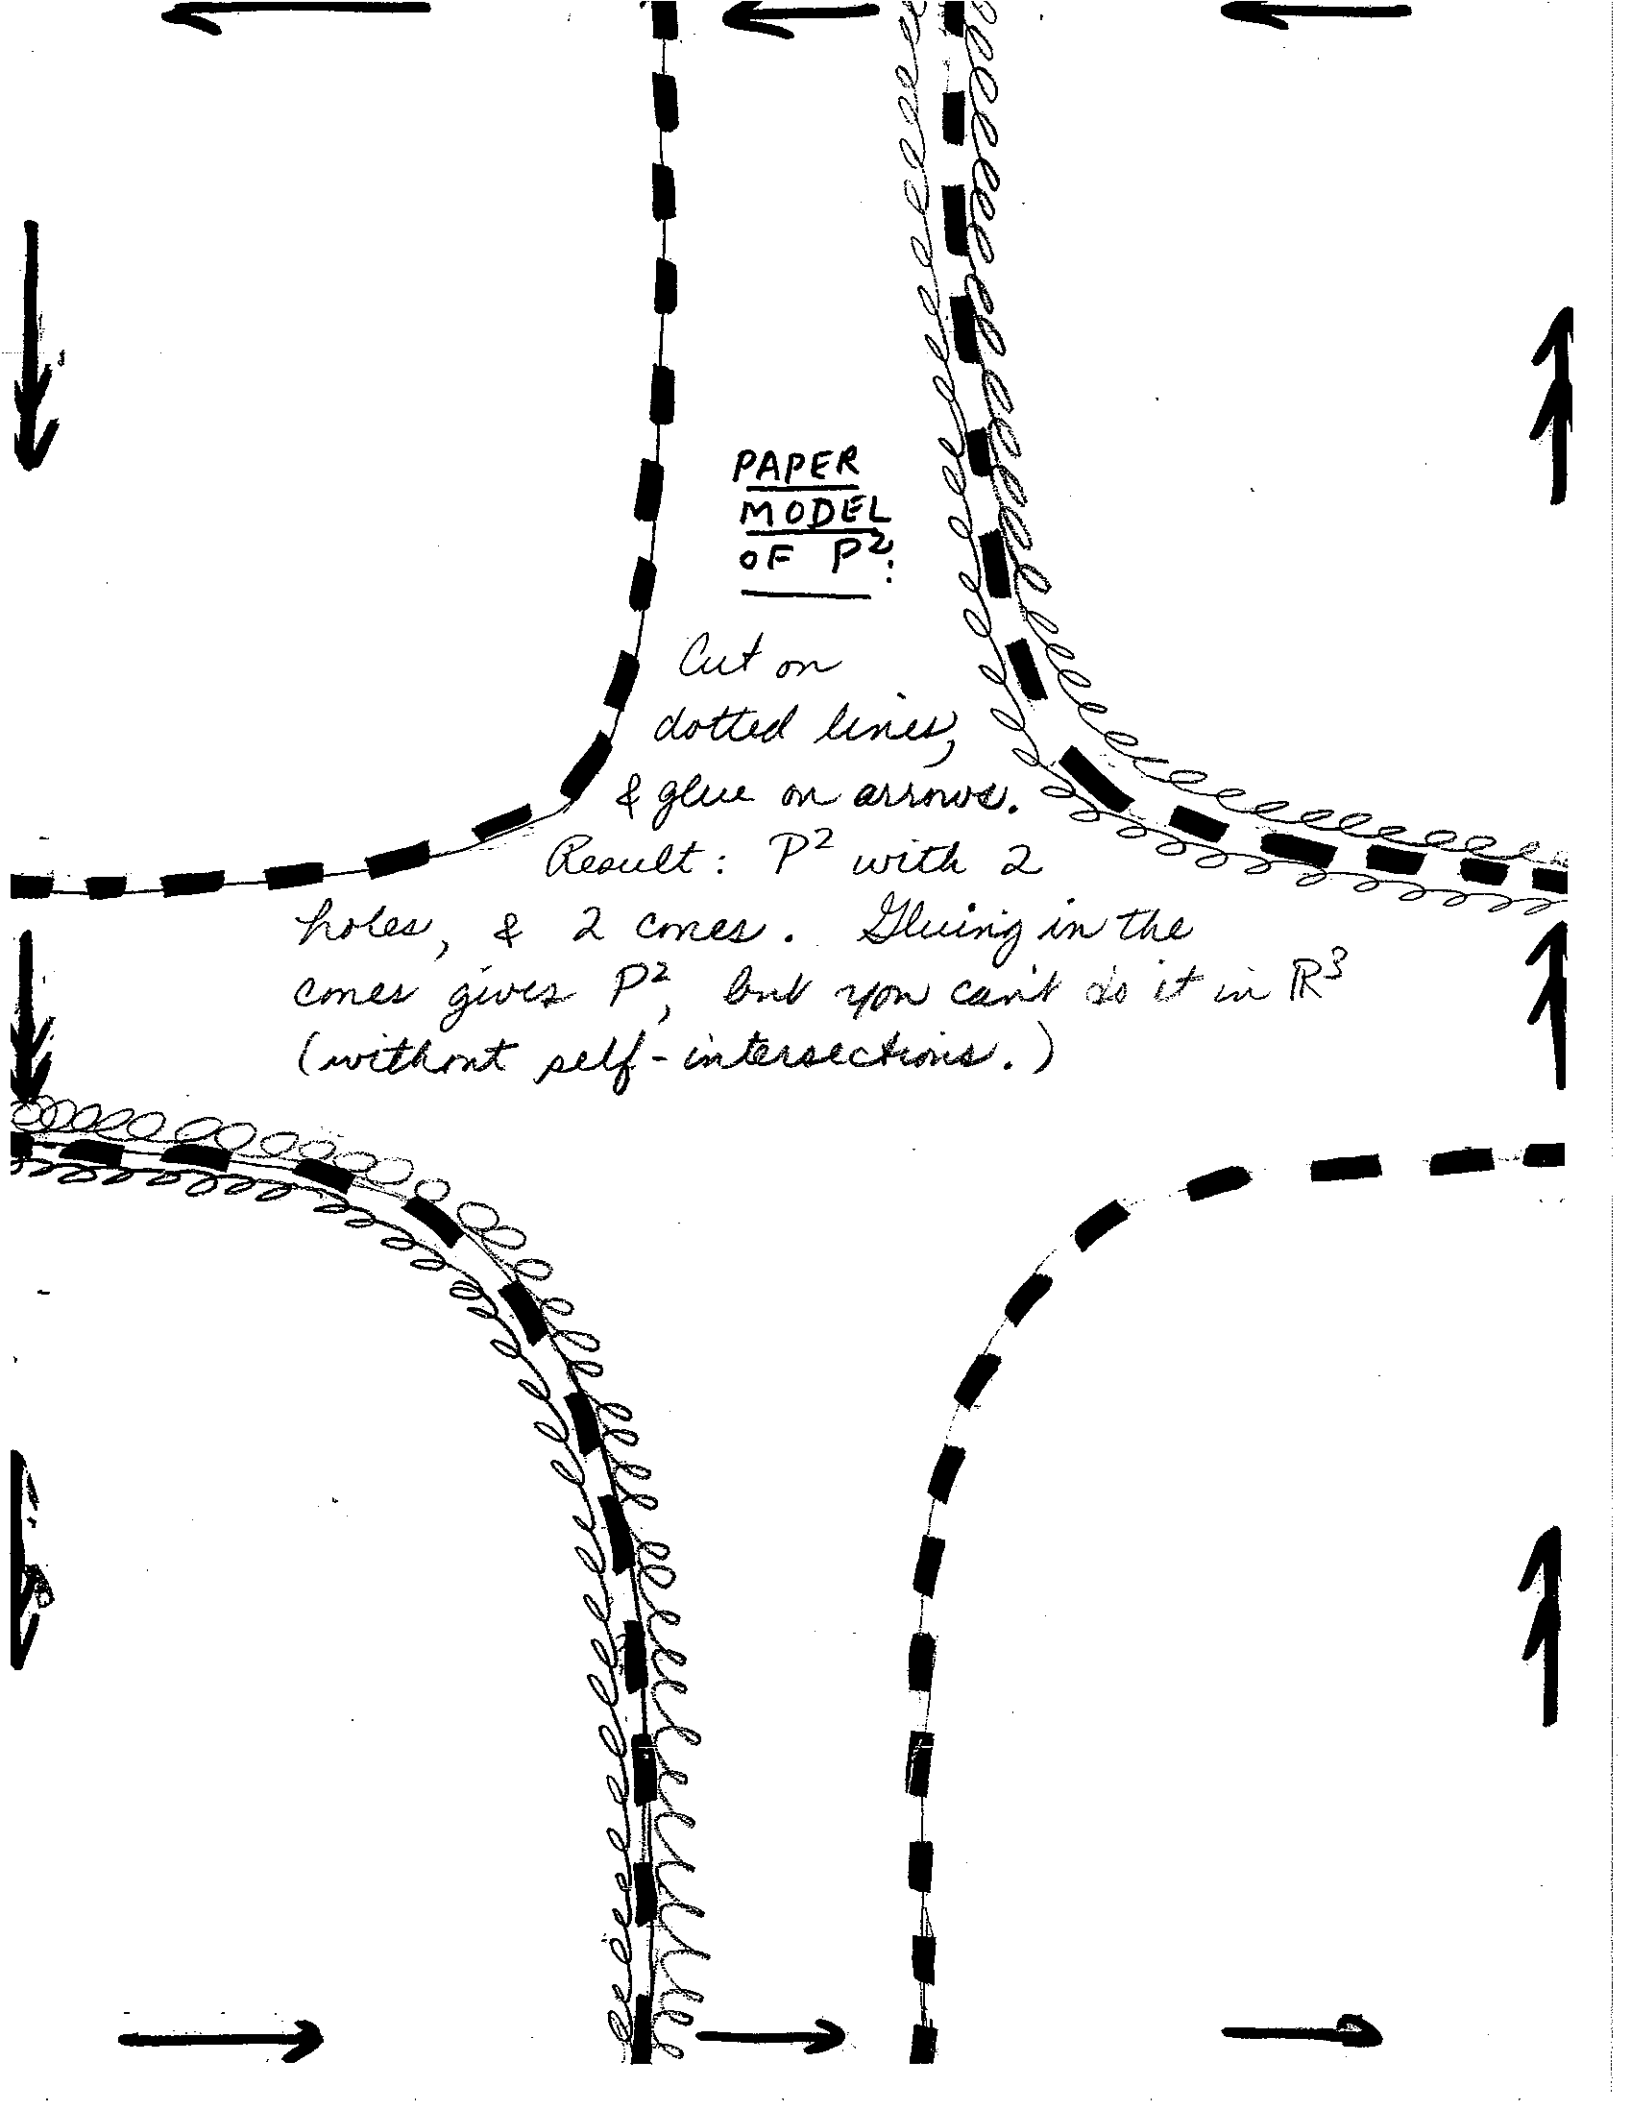 PAPER
MODEL
OF P²:
Cut on
dotted lines,
& glue on arrows.
Result: P² with 2
holes, & 2 cones. Gluing in the
cones gives P², but you can't do it in R³
(without self-intersections.)